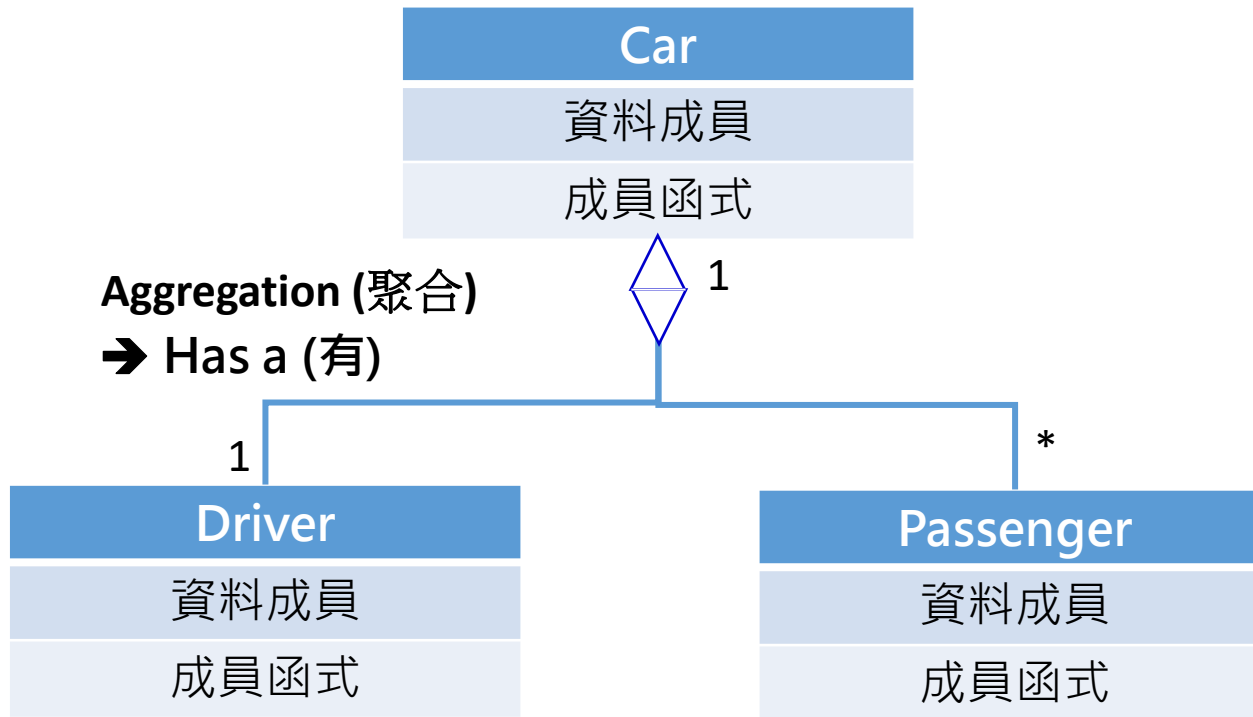 Car
資料成員
成員函式
1
Aggregation (聚合)
➔ Has a (有)
1
*
Driver
資料成員
成員函式
Passenger
資料成員
成員函式